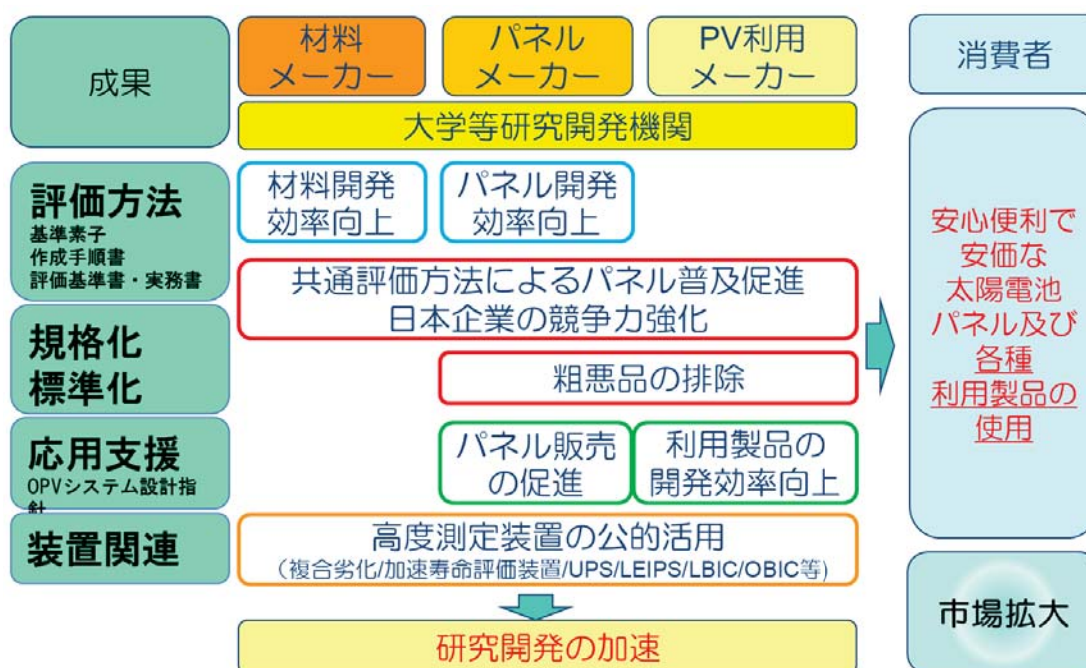 成果
材料
メーカー
パネル
メーカー
PV利用
メーカー
消費者
大学等研究開発機関
評価方法
基準素子
作成手順書
評価基準書・実務書
材料開発
効率向上
パネル開発
効率向上
共通評価方法によるパネル普及促進
日本企業の競争力強化
規格化
標準化
粗悪品の排除
応用支援
OPVシステム設計指
針
パネル販売
の促進
利用製品の
開発効率向上
装置関連
高度測定装置の公的活用
（複合劣化/加速寿命評価装置/UPS/LEIPS/LBIC/OBIC等）
研究開発の加速
安心便利で
安価な
太陽電池
パネル及び
各種
利用製品の
使用
市場拡大